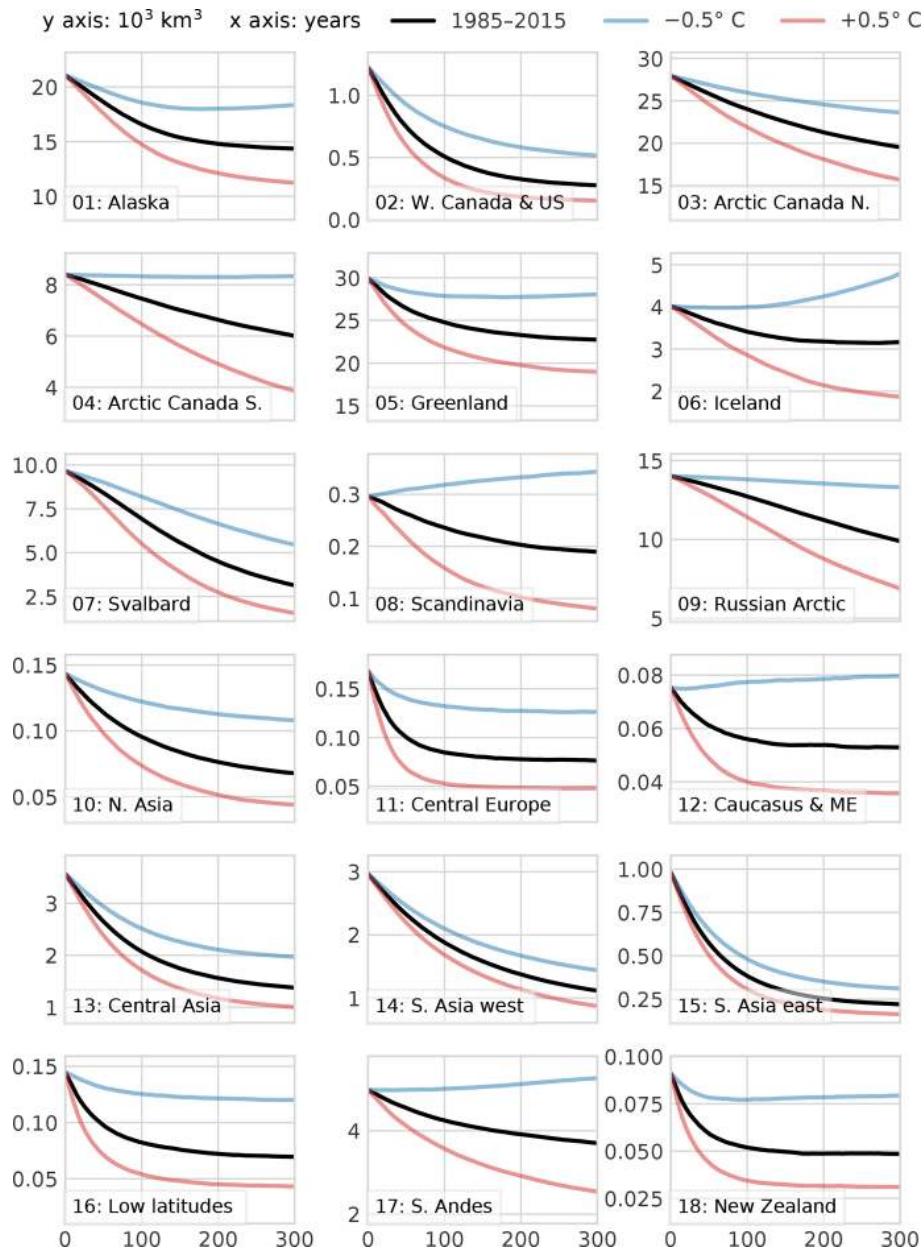 y axis: 10³ km³ x axis: years 1985–2015 −0.5° C +0.5° C
20
15
10
01: Alaska
1.0
0.5
0.0
02: W. Canada & US
30
25
20
15
03: Arctic Canada N.
8
6
4
04: Arctic Canada S.
30
25
20
15
05: Greenland
5
4
3
2
06: Iceland
10.0
7.5
5.0
2.5
07: Svalbard
0.3
0.2
0.1
08: Scandinavia
15
10
5
09: Russian Arctic
0.15
0.10
0.05
10: N. Asia
0.15
0.10
0.05
11: Central Europe
0.08
0.06
0.04
12: Caucasus & ME
3
2
1
13: Central Asia
3
2
1
14: S. Asia west
1.00
0.75
0.50
0.25
15: S. Asia east
0.15
0.10
0.05
16: Low latitudes
0 100 200 300
4
2
17: S. Andes
0 100 200 300
0.100
0.075
0.050
0.025
18: New Zealand
0 100 200 300